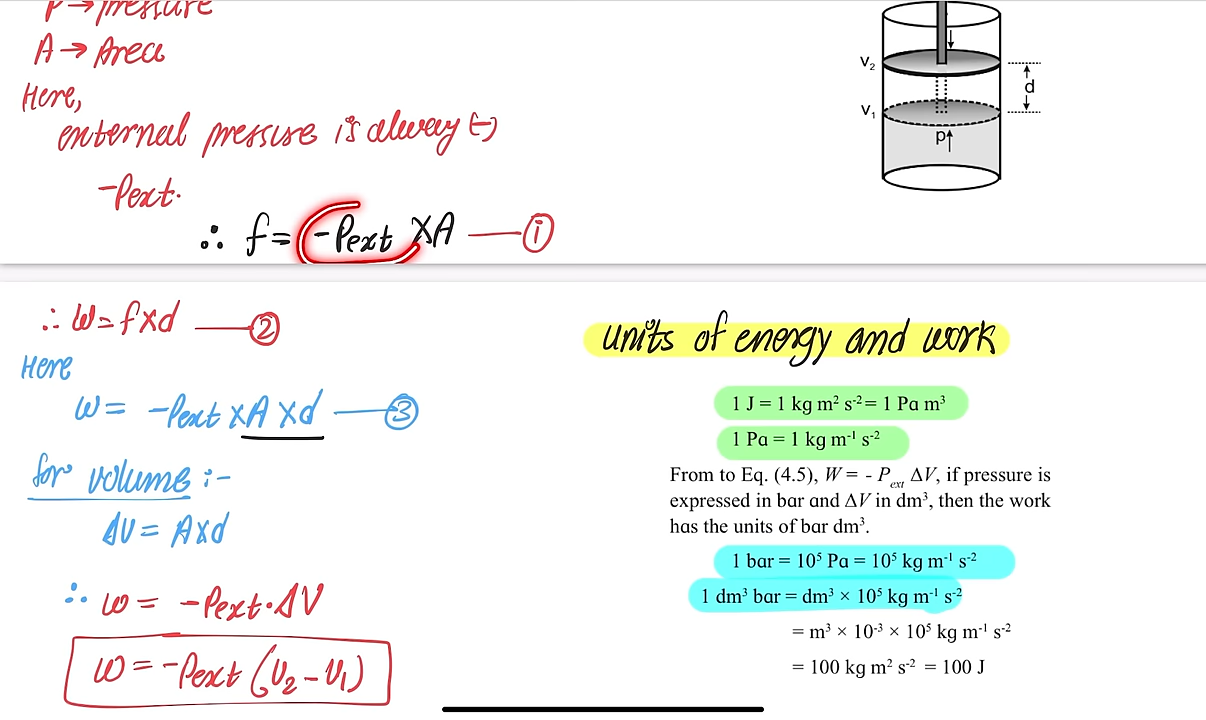 P → pressure
A → Area
Here,
external pressure is alway (-)
-Pext.
∴ f = -Pext × A — ①
V₂
V₁
d
P↑
∴ W = f × d — ②
Here
W = -Pext × A × d — ③
for volume :-
ΔV = A × d
∴ W = -Pext · ΔV
W = -Pext (V₂ - V₁)
units of energy and work
1 J = 1 kg m² s⁻² = 1 Pa m³
1 Pa = 1 kg m⁻¹ s⁻²
From to Eq. (4.5), W = - P_ext ΔV, if pressure is
expressed in bar and ΔV in dm³, then the work
has the units of bar dm³.
1 bar = 10⁵ Pa = 10⁵ kg m⁻¹ s⁻²
1 dm³ bar = dm³ × 10⁵ kg m⁻¹ s⁻²
= m³ × 10⁻³ × 10⁵ kg m⁻¹ s⁻²
= 100 kg m² s⁻² = 100 J